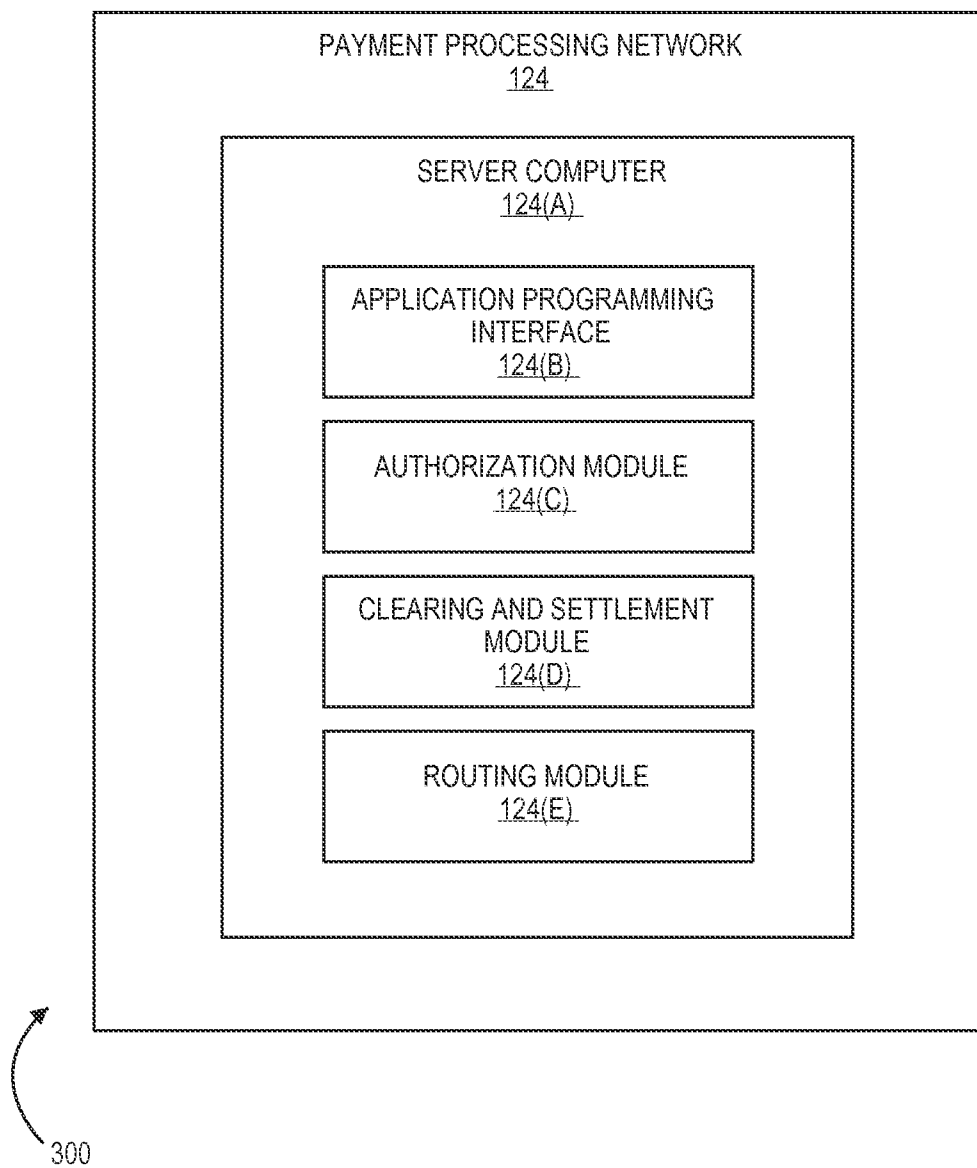 PAYMENT PROCESSING NETWORK
124
SERVER COMPUTER
124(A)
APPLICATION PROGRAMMING
INTERFACE
124(B)
AUTHORIZATION MODULE
124(C)
CLEARING AND SETTLEMENT
MODULE
124(D)
ROUTING MODULE
124(E)
300